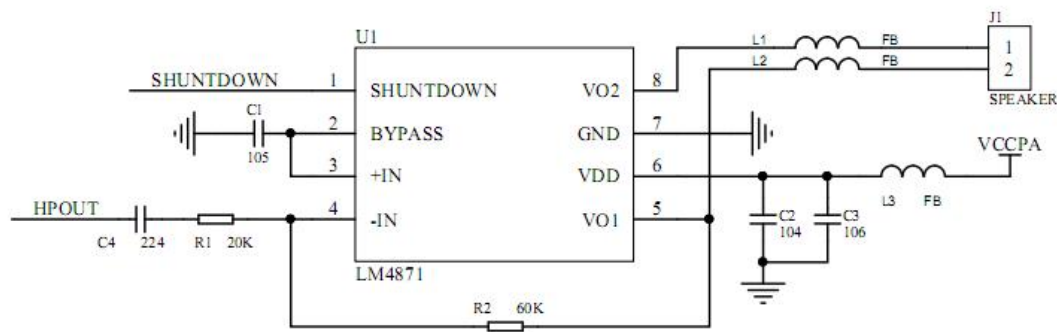 U1
J1
L1 FB
1
SHUNTDOWN 1 SHUNTDOWN VO2 8
L2 FB
2
SPEAKER
C1
105
2 BYPASS GND 7
VCCPA
3 +IN VDD 6
L3 FB
HPOUT
4 -IN VO1 5
C2
104
C3
106
C4 224 R1 20K
LM4871
R2 60K